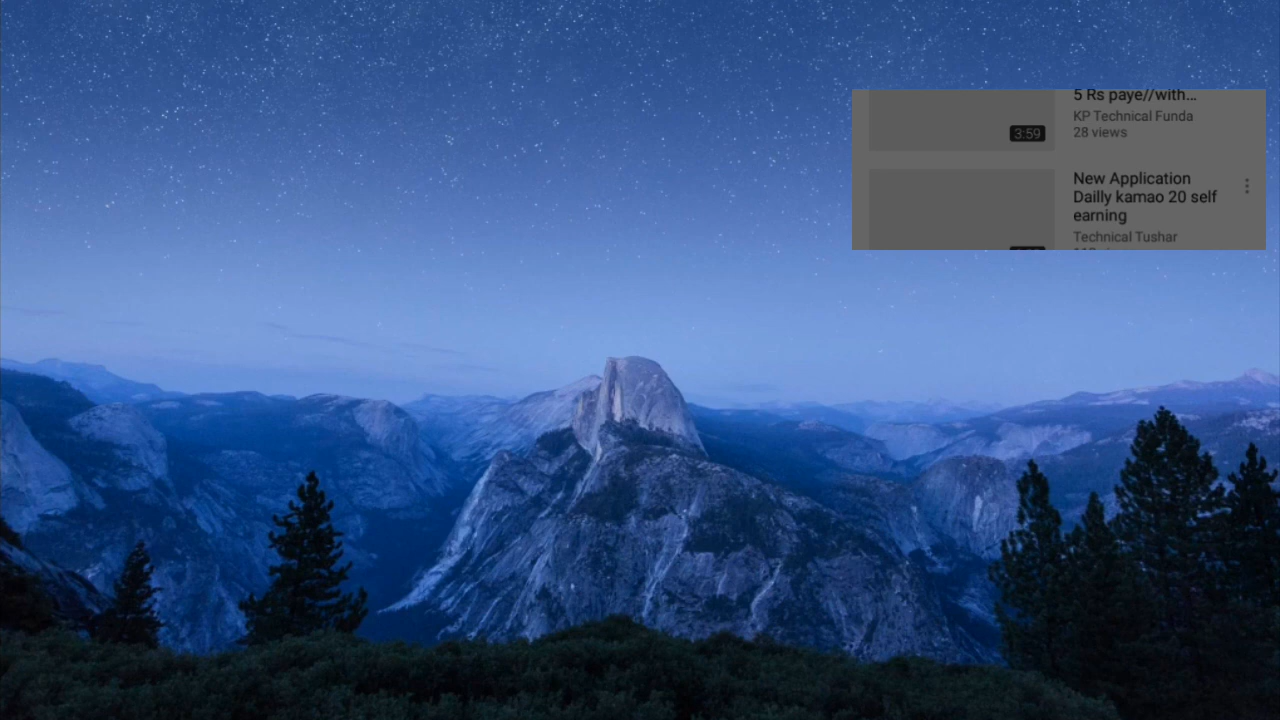 5 Rs paye//with...
KP Technical Funda
3:59
28 views
New Application
Dailly kamao 20 self
earning
Technical Tushar